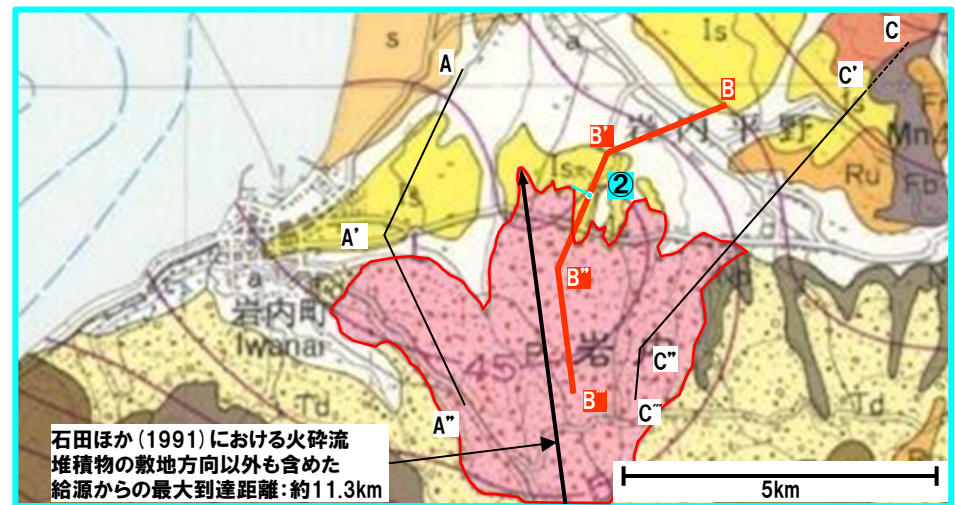 s
A
a
Is
C
C'
Is
B
岩内平野
B'
Is
②
Ru
Fb
A'
a
岩内町
Iwanai
B"
45
岩
C"
B'''
C'''
A"
Td
Td
石田ほか(1991)における火砕流
堆積物の敷地方向以外も含めた
給源からの最大到達距離:約11.3km
5km